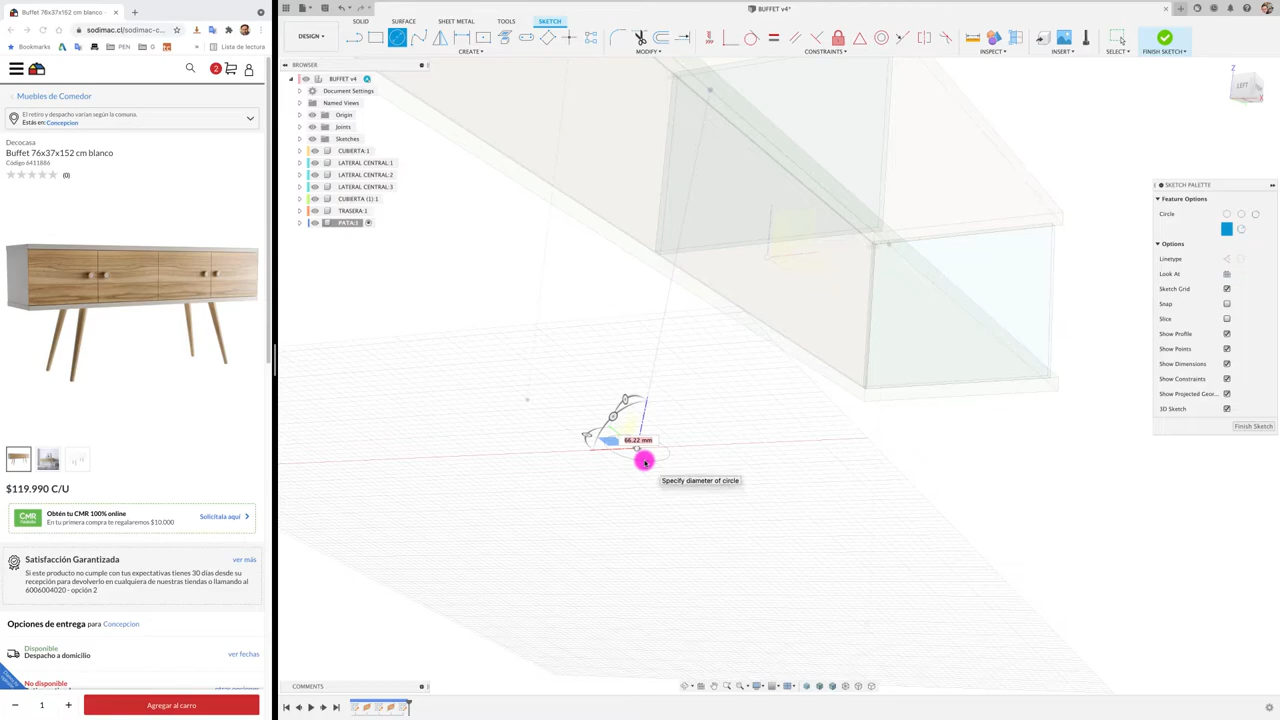 Buffet 76x37x152 cm blanco
sodimac.cl/sodimac-c...
Bookmarks
PEN
G
Lista de lectura
2
Muebles de Comedor
El retiro y despacho varían según la comuna.
Estás en: Concepcion
Decocasa
Buffet 76x37x152 cm blanco
Código 6411886
(0)
$119.990 C/U
CMR
Obtén tu CMR 100% online
En tu primera compra te regalaremos $10.000
Solicítala aquí
Satisfacción Garantizada
ver más
Si este producto no cumple con tus expectativas tienes 30 días desde su
recepción para devolverlo en cualquiera de nuestras tiendas o llamando al
6006004020 - opción 2
Opciones de entrega para Concepcion
Disponible
Despacho a domicilio
ver fechas
No disponible
1
Agregar al carro
BUFFET v4*
DESIGN
SOLID
SURFACE
SHEET METAL
TOOLS
SKETCH
CREATE
MODIFY
CONSTRAINTS
INSPECT
INSERT
SELECT
FINISH SKETCH
BROWSER
BUFFET v4
Document Settings
Named Views
Origin
Joints
Sketches
CUBIERTA:1
LATERAL CENTRAL:1
LATERAL CENTRAL:2
LATERAL CENTRAL:3
CUBIERTA (1):1
TRASERA:1
PATA:1
Z
LEFT
X
66.22 mm
Specify diameter of circle
SKETCH PALETTE
Feature Options
Circle
Options
Linetype
Look At
Sketch Grid
Snap
Slice
Show Profile
Show Points
Show Dimensions
Show Constraints
Show Projected Geor...
3D Sketch
Finish Sketch
COMMENTS